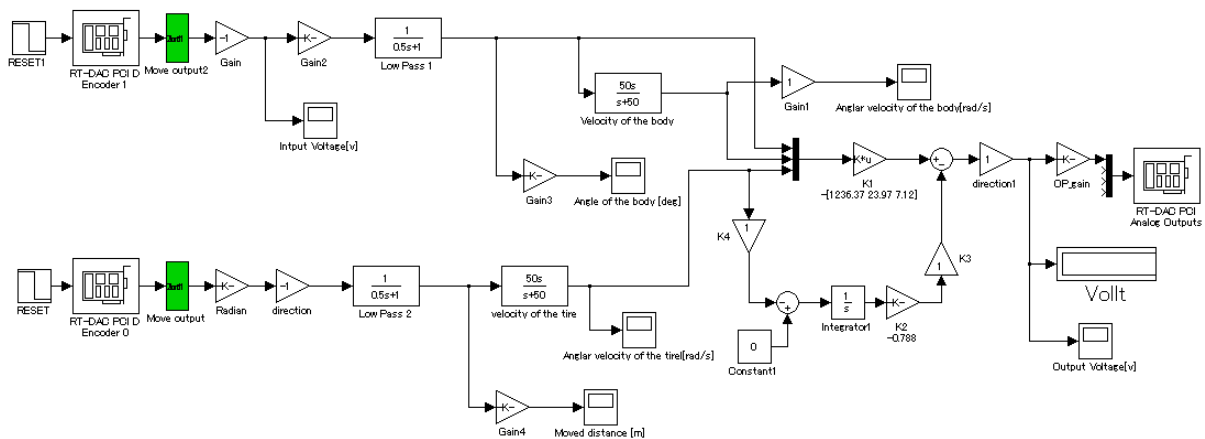 RESET1
RT-DAC PCI D
Encoder 1
Move output2
-1
Gain
K-
Gain2
1
0.5s+1
Low Pass 1
Intput Voltage[v]
50s
s+50
Velocity of the body
1
Gain1
Anglar velocity of the body[rad/s]
K-
Gain3
Angle of the body [deg]
K*u
K1
-[1236.37 23.97 7.12]
+
-
1
direction1
K-
OP_gain
RT-DAC PCI
Analog Outputs
1
K4
1
K3
RESET
RT-DAC PCI D
Encoder 0
Move output
K-
Radian
-1
direction
1
0.5s+1
Low Pass 2
50s
s+50
velocity of the tire
Anglar velocity of the tirel[rad/s]
-
+
0
Constant1
1
s
Integrator1
K-
K2
-0.788
Vollt
Output Voltage[v]
K-
Gain4
Moved distance [m]